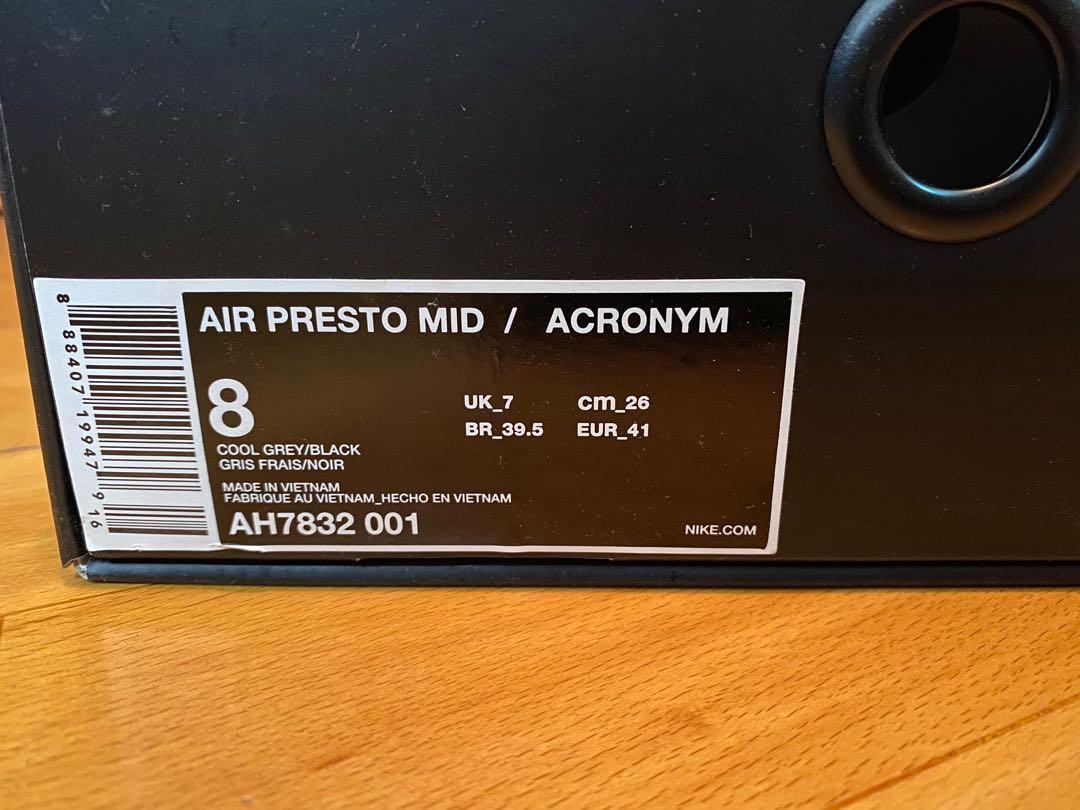 AIR PRESTO MID / ACRONYM
8
UK_7 cm_26
BR_39.5 EUR_41
COOL GREY/BLACK
GRIS FRAIS/NOIR
MADE IN VIETNAM
FABRIQUE AU VIETNAM_HECHO EN VIETNAM
AH7832 001
NIKE.COM
8 88407 19947 9 16